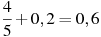 4/5 + 0,2 = 0,6